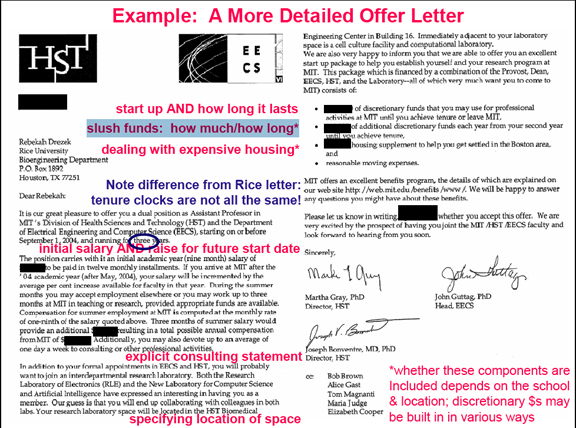 Example: A More Detailed Offer Letter
HST
EE
CS
start up AND how long it lasts
slush funds: how much/how long*
dealing with expensive housing*
Rebekah Drezek
Rice University
Bioengineering Department
P.O. Box 1892
Houston, TX 77251
Note difference from Rice letter:
tenure clocks are not all the same!
Dear Rebekah:
It is our great pleasure to offer you a dual position as Assistant Professor in
MIT's Division of Health Sciences and Technology (HST) and the Department
of Electrical Engineering and Computer Science (EECS), starting on or before
September 1, 2004, and running for three years.
initial salary AND raise for future start date
The position carries with it an initial academic year (nine month) salary of
to be paid in twelve monthly installments. If you arrive at MIT after the
'04 academic year (after May, 2004), your salary will be increased by the
average per cent increase available for faculty in that year. During the summer
months you may accept employment elsewhere or you may work up to three
months at MIT in teaching or research, provided appropriate funds are available.
Compensation for summer employment at MIT is computed at the monthly rate
of one-ninth of the salary quoted above. Three months of summer salary would
provide an additional $ resulting in a total possible annual compensation
from MIT of $ Additionally, you may also devote up to an average of
one day a week to consulting or other professional activities.
explicit consulting statement
In addition to your formal appointments in EECS and HST, you will probably
want to join an interdepartmental research laboratory. Both the Research
Laboratory of Electronics (RLE) and the New Laboratory for Computer Science
and Artificial Intelligence have expressed an interest in having you as a
member. Our guess is that you will end up collaborating with colleagues in both
labs. Your research laboratory space will be located in the HST Biomedical
specifying location of space
Engineering Center in Building 16. Immediately adjacent to your laboratory
space is a cell culture facility and computational laboratory.
We are also very happy to inform you that we are able to offer you an excellent
start up package to help you establish yourself and your research program at
MIT. This package which is financed by a combination of the Provost, Dean,
EECS, HST, and the Laboratory—all of which very much want you to come to
MIT) consists of:
• of discretionary funds that you may use for professional
activities at MIT until you achieve tenure or leave MIT.
• of additional discretionary funds each year from your second year
until you achieve tenure,
• housing supplement to help you get settled in the Boston area,
and
• reasonable moving expenses.
MIT offers an excellent benefits program, the details of which are explained on
our web site http://web.mit.edu/benefits/www/. We will be happy to answer
any questions you might have about these benefits.
Please let us know in writing whether you accept this offer. We are
very excited by the prospect of having you joint the MIT/HST/EECS faculty and
look forward to hearing from you soon.
Sincerely,
Martha Gray, PhD
Director, HST
John Guttag, PhD
Head, EECS
Joseph Bonventre, MD, PhD
Director, HST
cc: Bob Brown
Alice Gast
Tom Magnanti
Maria Judge
Elizabeth Cooper
*whether these components are
Included depends on the school
& location; discretionary $s may
be built in in various ways